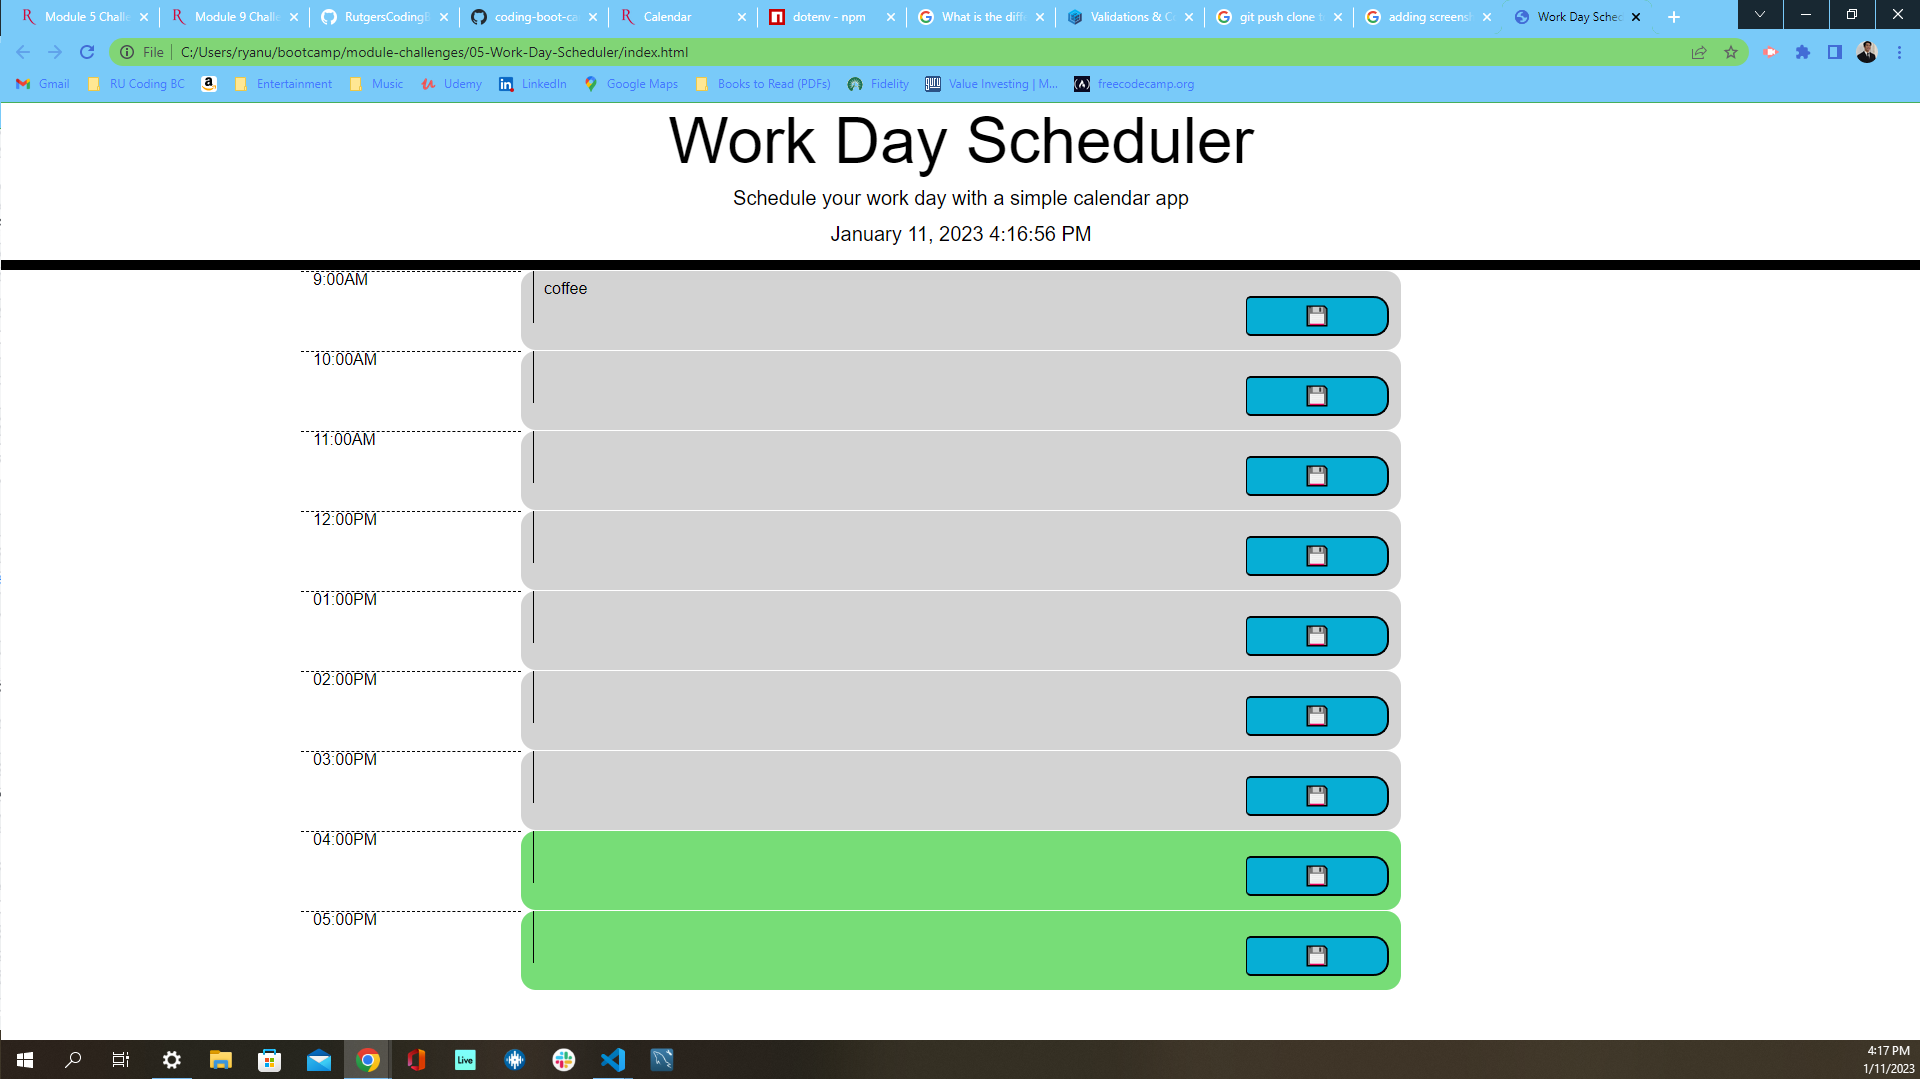 Module 5 Challe
Module 9 Challe
RutgersCodingB
coding-boot-ca
Calendar
dotenv - npm
What is the diff
Validations & Co
git push clone t
adding screensh
Work Day Sched
File
C:/Users/ryanu/bootcamp/module-challenges/05-Work-Day-Scheduler/index.html
Gmail
RU Coding BC
Entertainment
Music
Udemy
LinkedIn
Google Maps
Books to Read (PDFs)
Fidelity
Value Investing | M...
freecodecamp.org
Work Day Scheduler
Schedule your work day with a simple calendar app
January 11, 2023 4:16:56 PM
9:00AM
coffee
10:00AM
11:00AM
12:00PM
01:00PM
02:00PM
03:00PM
04:00PM
05:00PM
Live
4:17 PM
1/11/2023